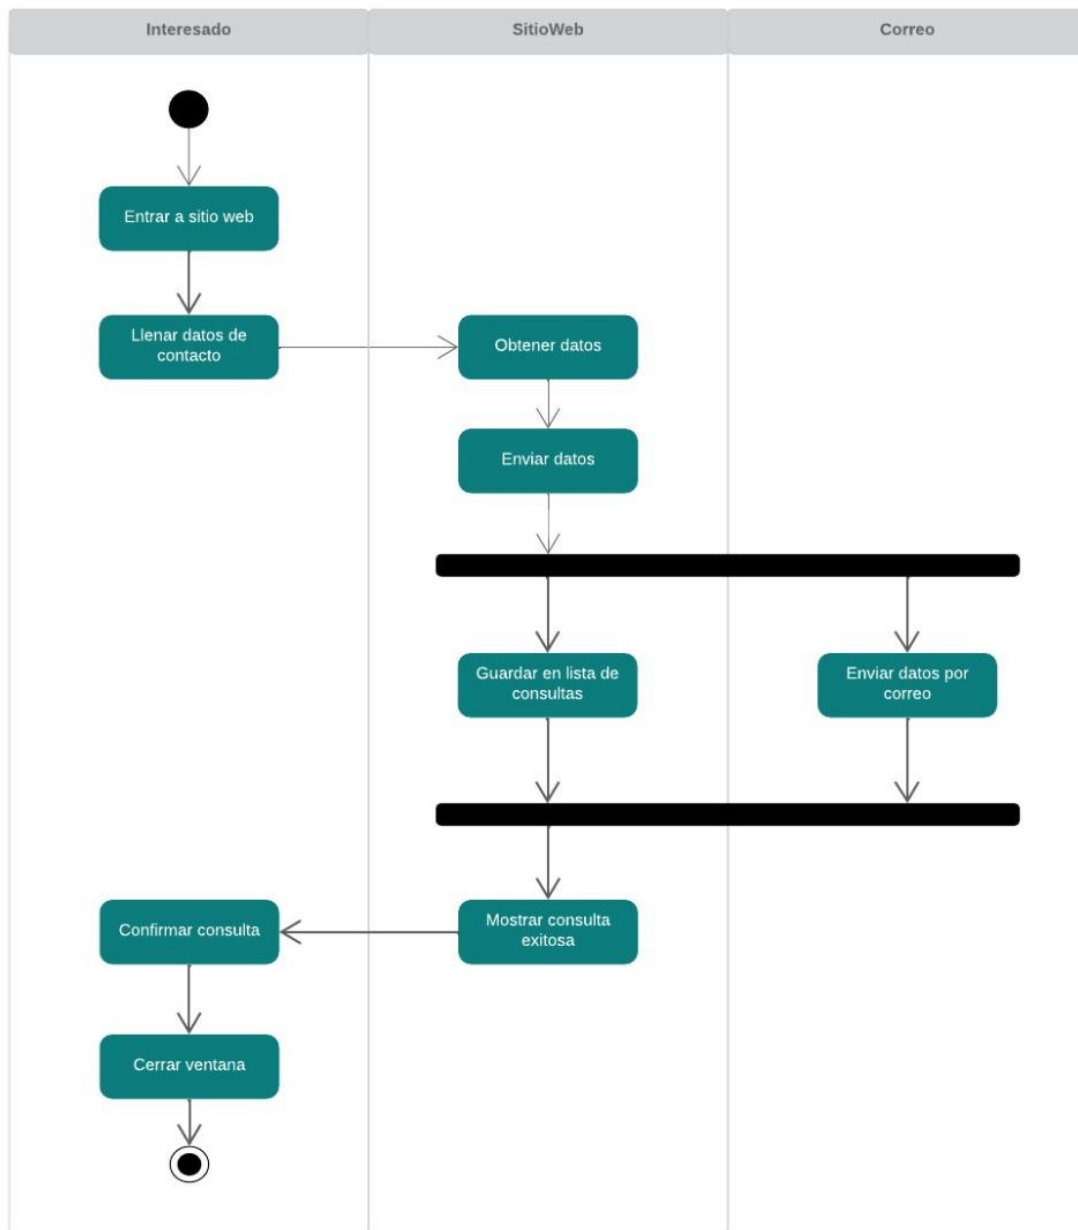 Interesado
SitioWeb
Correo
Entrar a sitio web
Llenar datos de
contacto
Obtener datos
Enviar datos
Guardar en lista de
consultas
Enviar datos por
correo
Mostrar consulta
exitosa
Confirmar consulta
Cerrar ventana